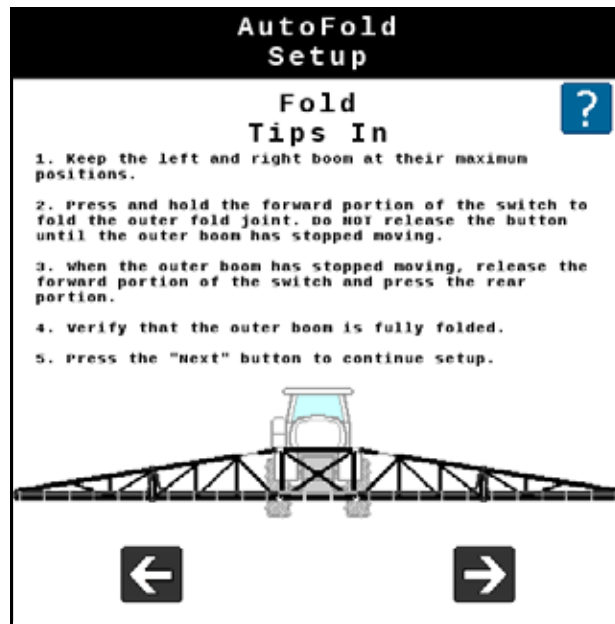 AutoFold
Setup
Fold
Tips In
?
1. Keep the left and right boom at their maximum
positions.
2. Press and hold the forward portion of the switch to
fold the outer fold joint. Do NOT release the button
until the outer boom has stopped moving.
3. When the outer boom has stopped moving, release the
forward portion of the switch and press the rear
portion.
4. Verify that the outer boom is fully folded.
5. Press the "Next" button to continue setup.